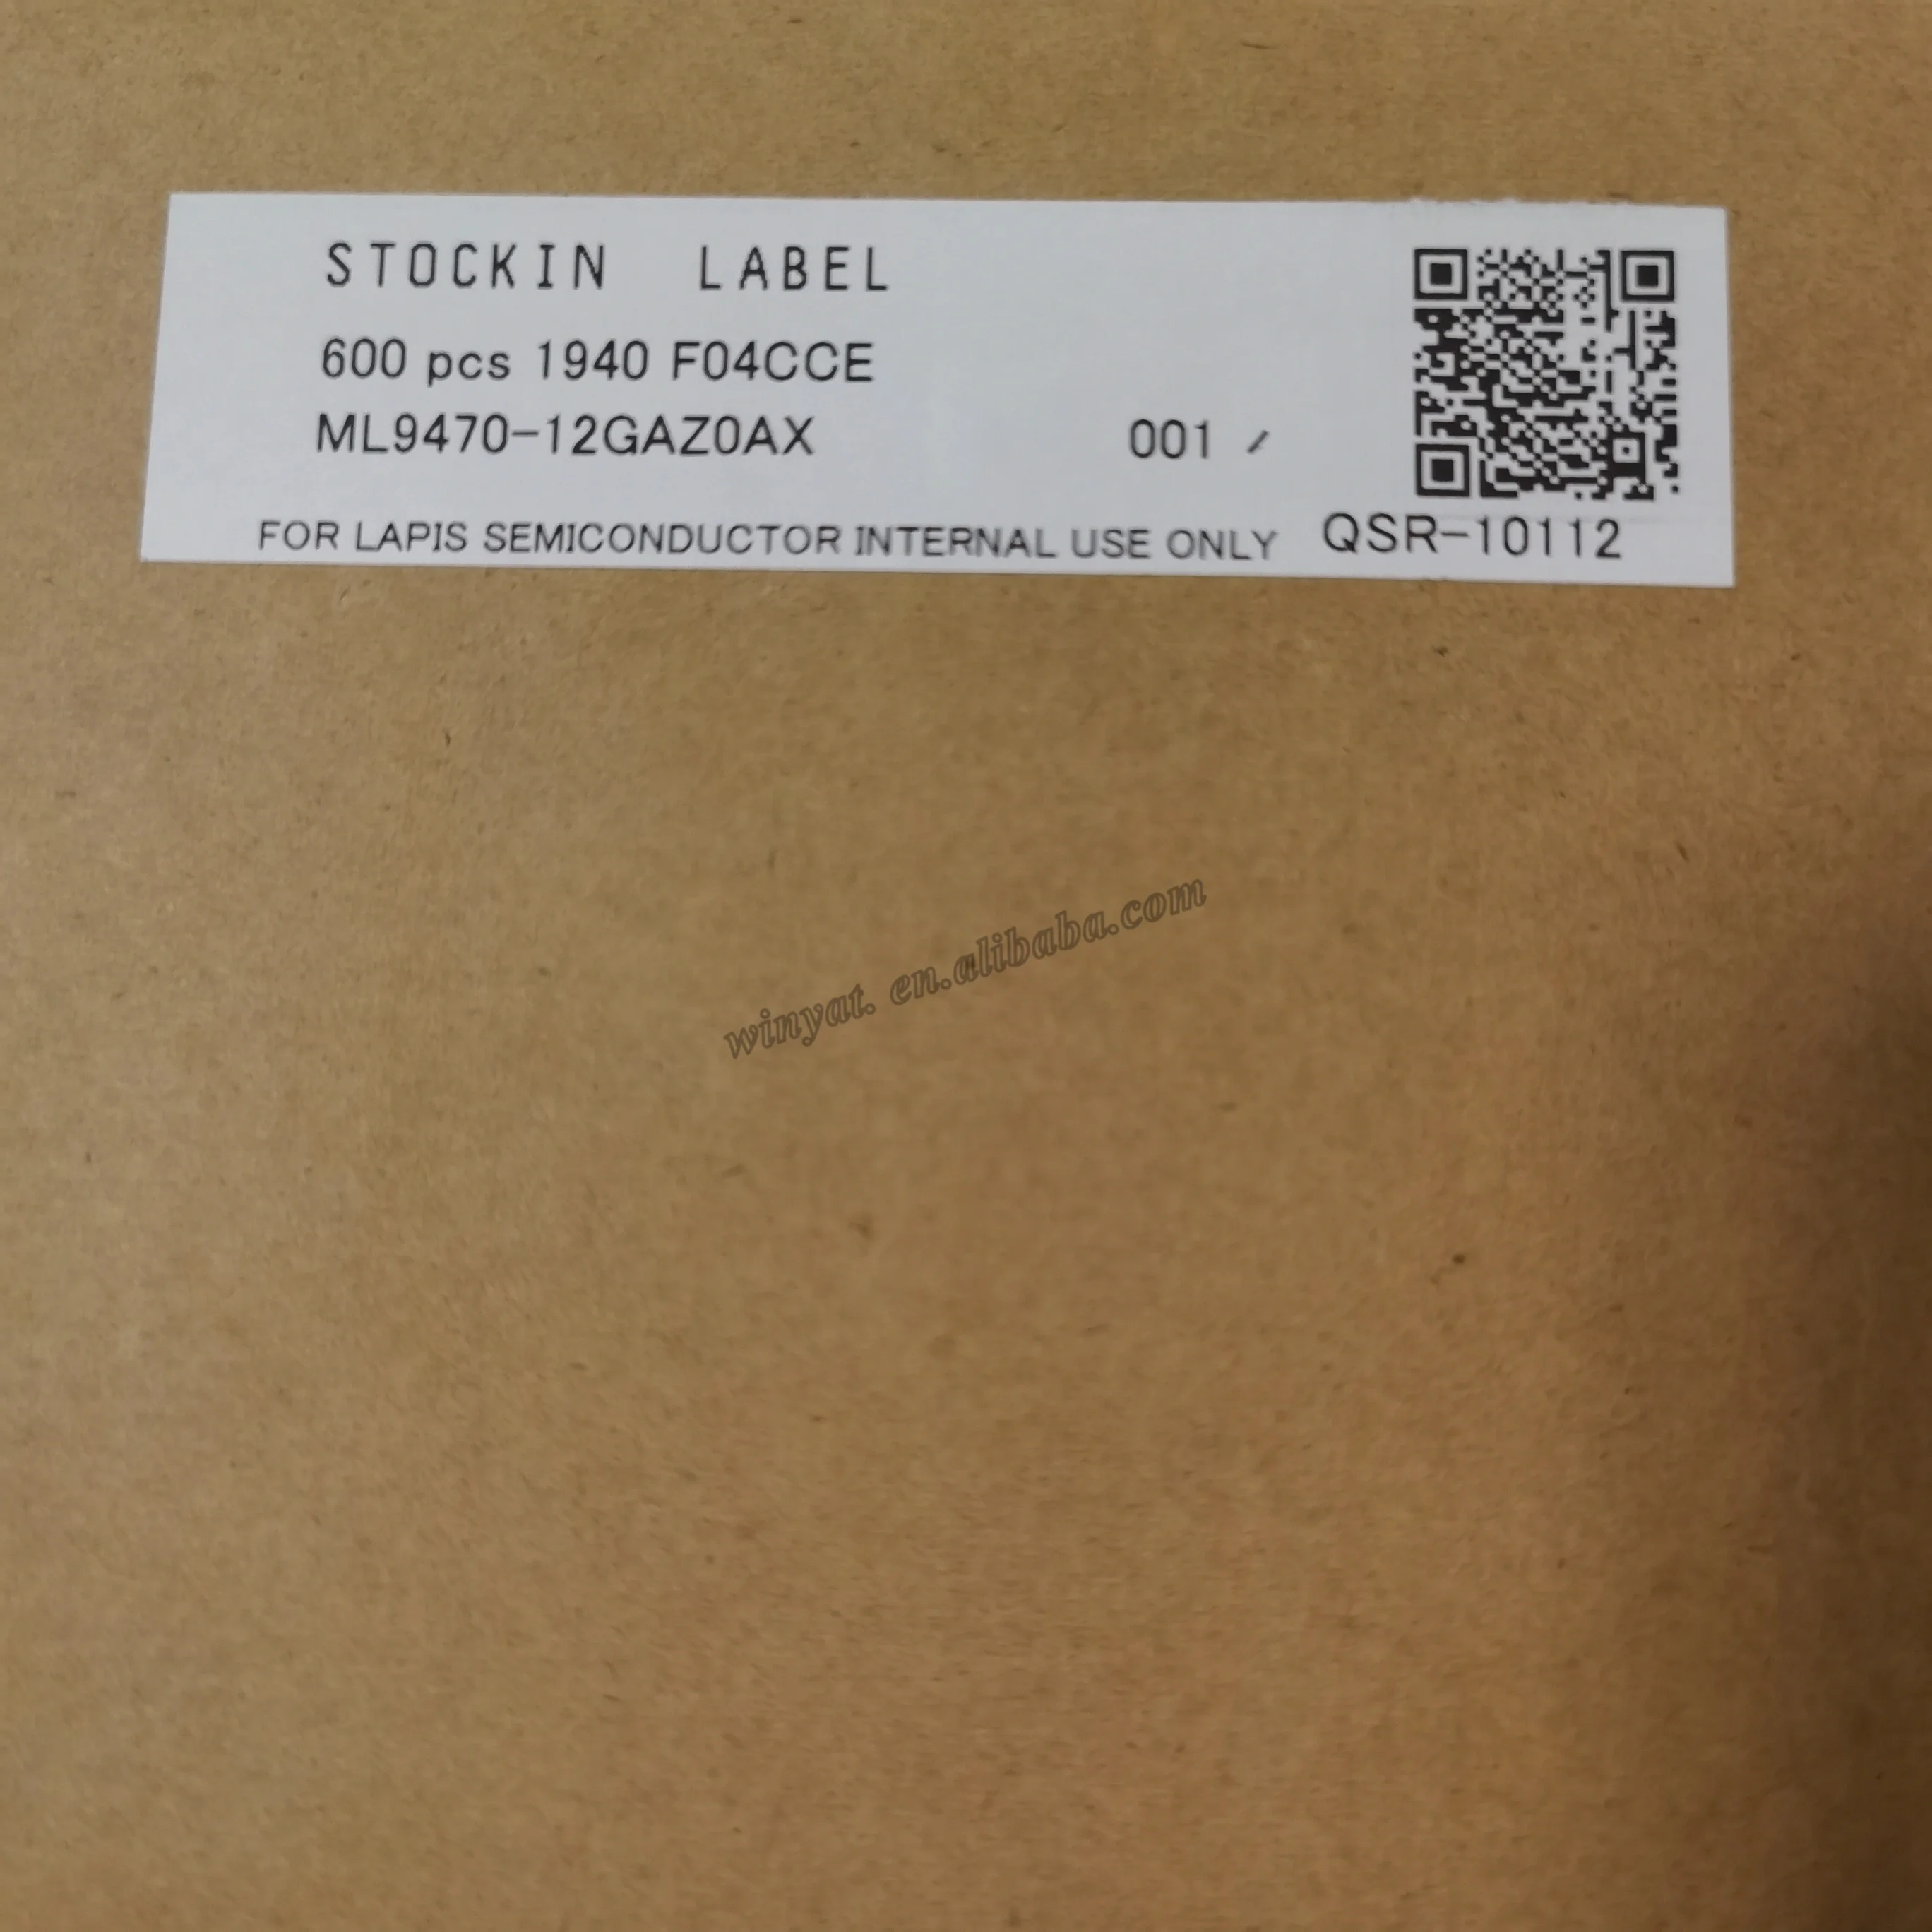 STOCKIN LABEL
600 pcs 1940 F04CCE
ML9470-12GAZ0AX 001 /
FOR LAPIS SEMICONDUCTOR INTERNAL USE ONLY QSR-10112
winyat. en.alibaba.com